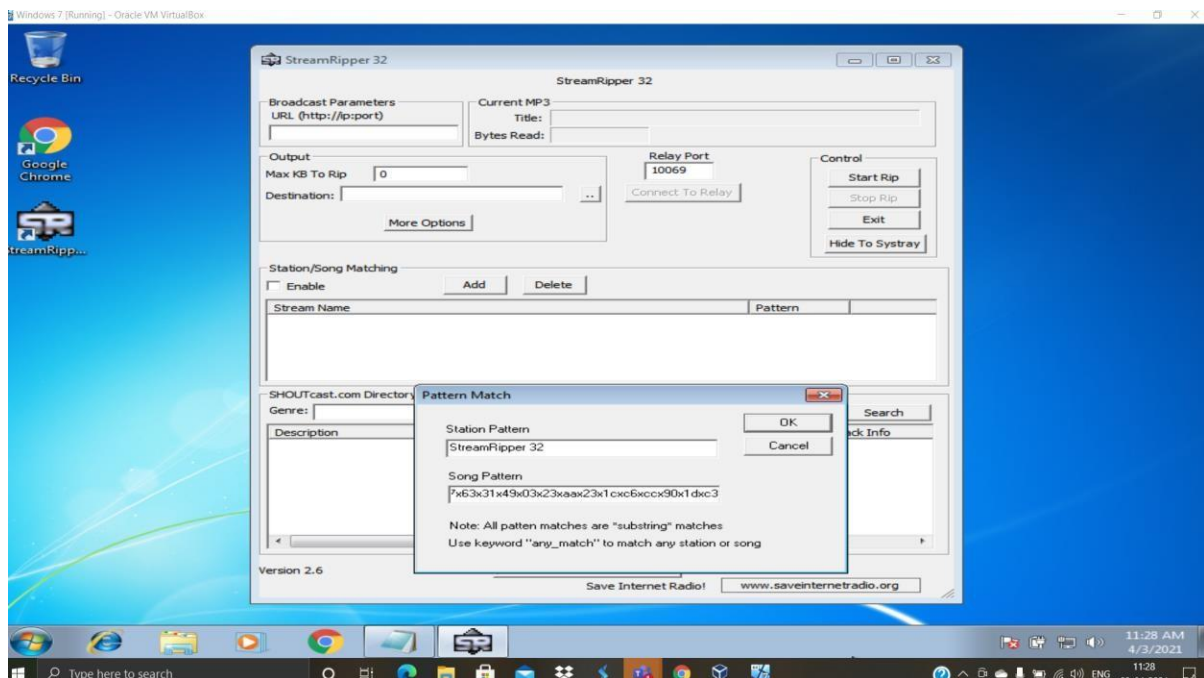 Windows 7 [Running] - Oracle VM VirtualBox
Recycle Bin
Google
Chrome
StreamRipper 32
StreamRipper 32
Broadcast Parameters
URL (http://ip:port)
Current MP3
Title:
Bytes Read:
Output
Max KB To Rip
0
Destination:
..
More Options
Relay Port
10069
Connect To Relay
Control
Start Rip
Stop Rip
Exit
Hide To Systray
treamRipp...
Station/Song Matching
Enable
Add
Delete
Stream Name
Pattern
SHOUTcast.com Directory
Genre:
Search
Description
ack Info
Pattern Match
Station Pattern
StreamRipper 32
OK
Cancel
Song Pattern
7x63x31x49x03x23xaax23x1cxc6xccx90x1dxc3
Note: All patten matches are "substring" matches
Use keyword "any_match" to match any station or song
Version 2.6
Save Internet Radio!
www.saveinternetradio.org
11:28 AM
4/3/2021
Type here to search
ENG
11:28